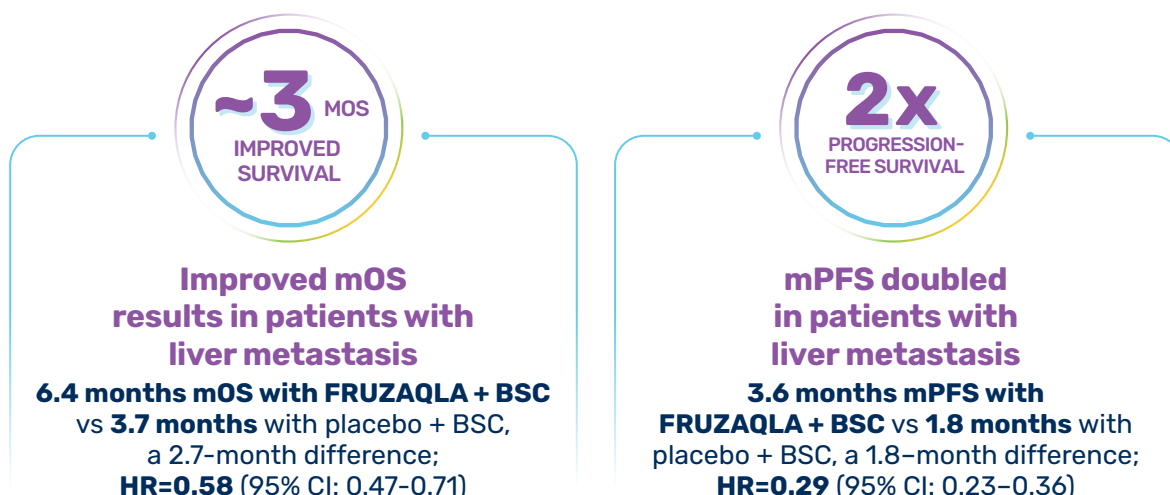 ~3 MOS
IMPROVED
SURVIVAL
Improved mOS
results in patients with
liver metastasis
6.4 months mOS with FRUZAQLA + BSC
vs 3.7 months with placebo + BSC,
a 2.7-month difference;
HR=0.58 (95% CI: 0.47-0.71)
2x
PROGRESSION-
FREE SURVIVAL
mPFS doubled
in patients with
liver metastasis
3.6 months mPFS with
FRUZAQLA + BSC vs 1.8 months with
placebo + BSC, a 1.8–month difference;
HR=0.29 (95% CI: 0.23–0.36)